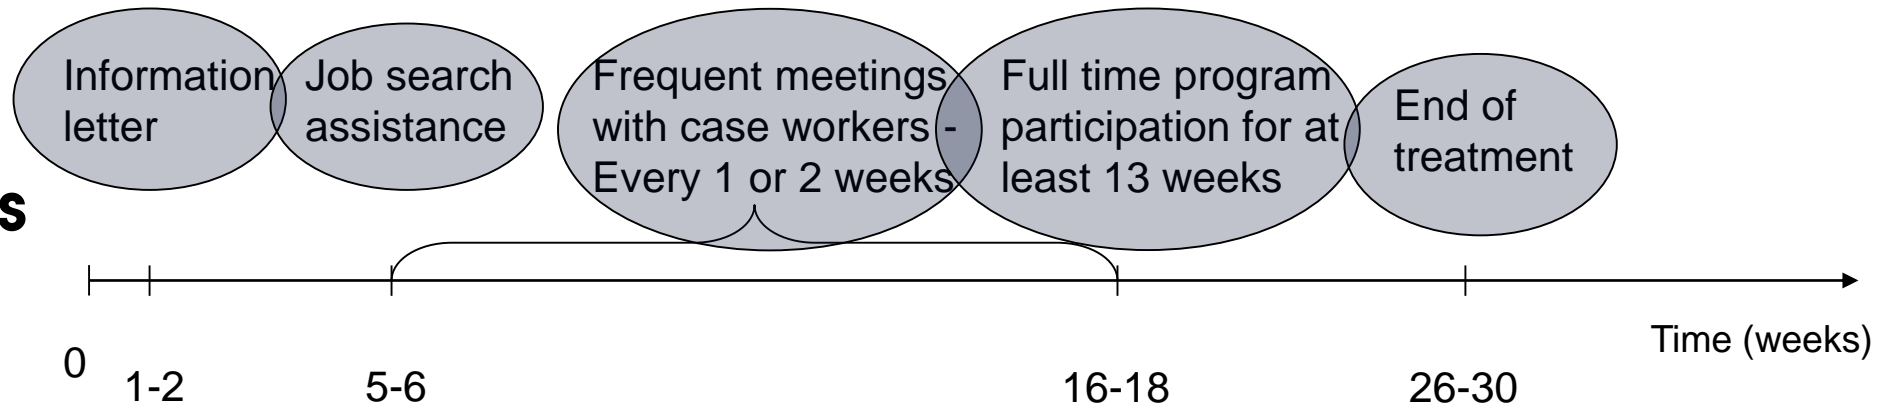 Information
letter
Job search
assistance
Frequent meetings
with case workers -
Every 1 or 2 weeks
Full time program
participation for at
least 13 weeks
End of
treatment
s
Time (weeks)
0
1-2
5-6
16-18
26-30